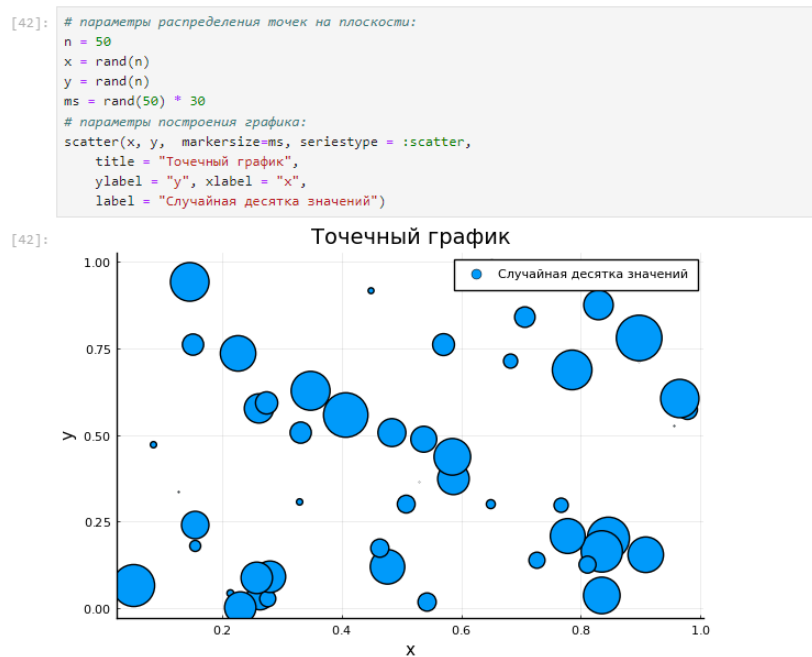 [42]: # параметры распределения точек на плоскости:
n = 50
x = rand(n)
y = rand(n)
ms = rand(50) * 30
# параметры построения графика:
scatter(x, y,  markersize=ms, seriestype = :scatter,
    title = "Точечный график",
    ylabel = "y", xlabel = "x",
    label = "Случайная десятка значений")
[42]:
Точечный график
Случайная десятка значений
1.00
0.75
y
0.50
0.25
0.00
0.2 0.4 0.6 0.8 1.0
x